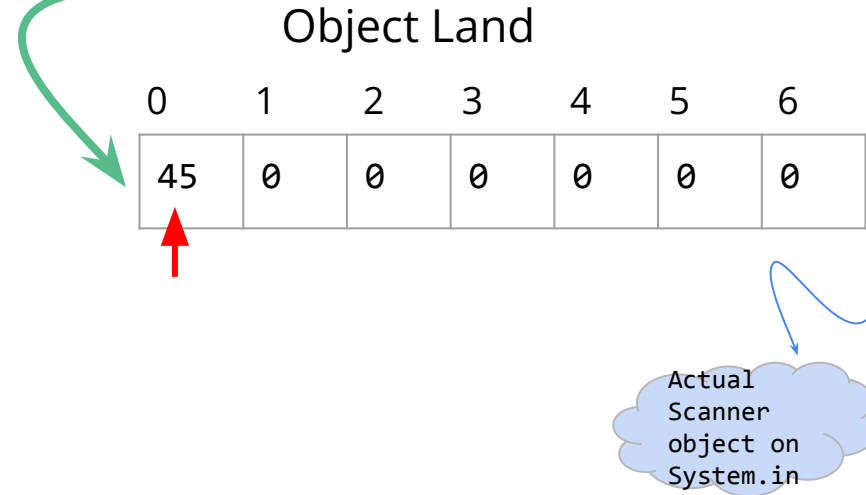 Object Land
0 1 2 3 4 5 6
45 0 0 0 0 0 0
Actual
Scanner
object on
System.in